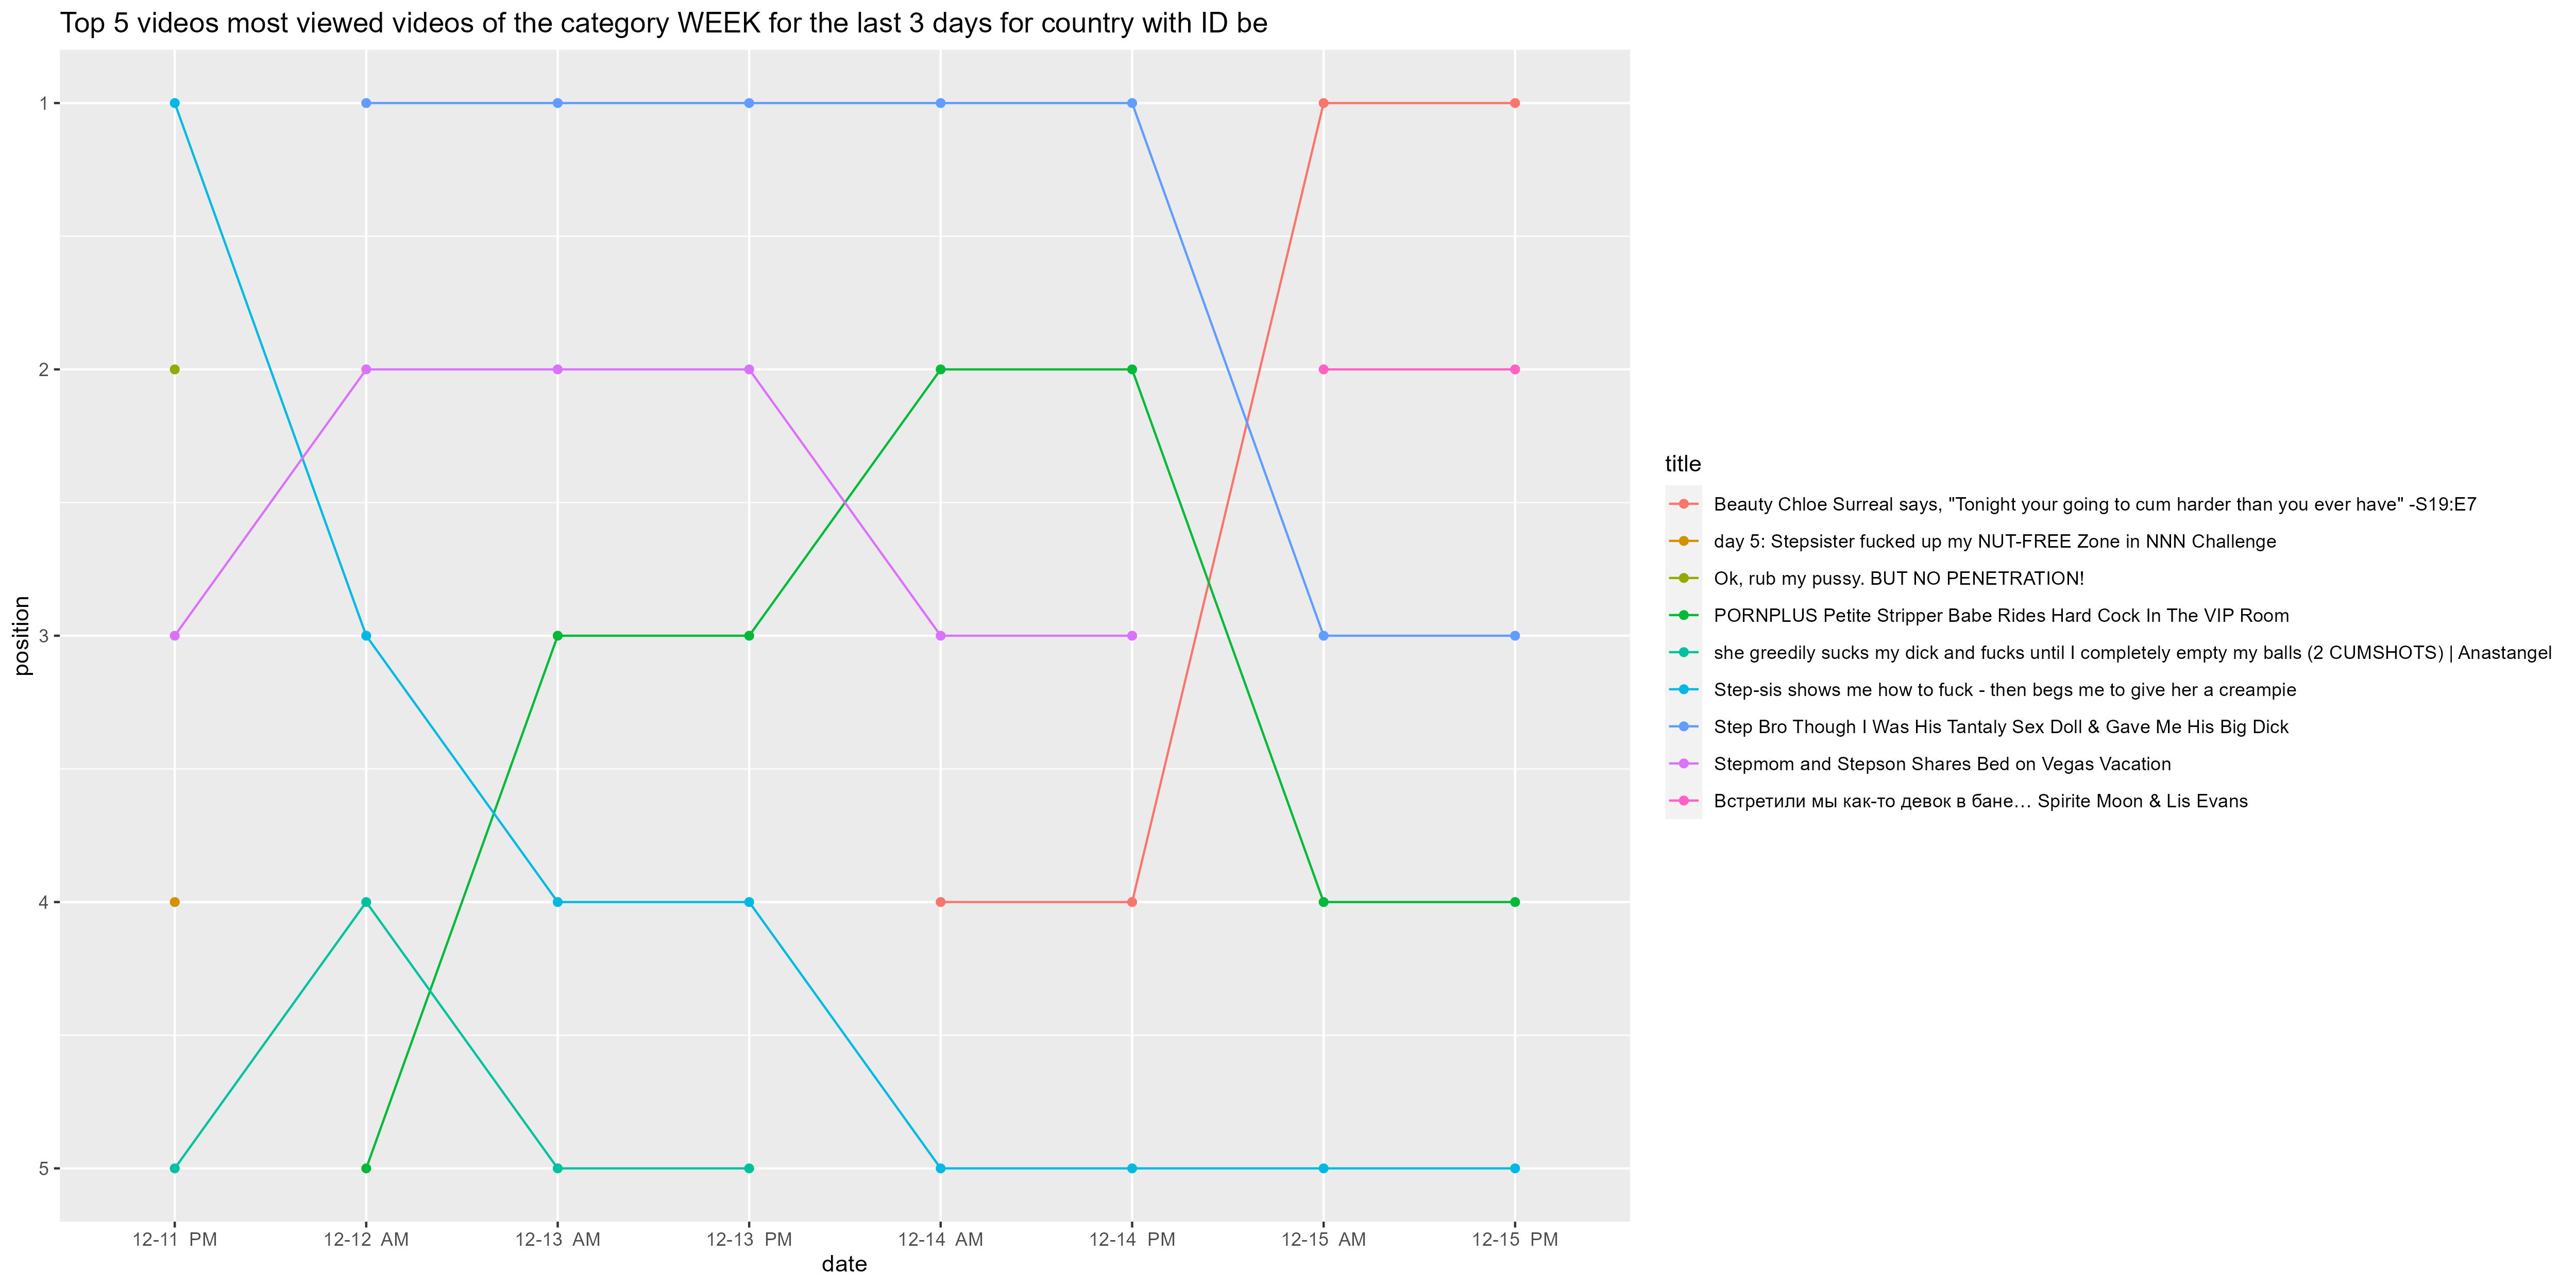 Top 5 videos most viewed videos of the category WEEK for the last 3 days for country with ID be
position
1
2
3
4
5
12-11 PM
12-12 AM
12-13 AM
12-13 PM
12-14 AM
12-14 PM
12-15 AM
12-15 PM
date
title
Beauty Chloe Surreal says, "Tonight your going to cum harder than you ever have" -S19:E7
day 5: Stepsister fucked up my NUT-FREE Zone in NNN Challenge
Ok, rub my pussy. BUT NO PENETRATION!
PORNPLUS Petite Stripper Babe Rides Hard Cock In The VIP Room
she greedily sucks my dick and fucks until I completely empty my balls (2 CUMSHOTS) | Anastangel
Step-sis shows me how to fuck - then begs me to give her a creampie
Step Bro Though I Was His Tantaly Sex Doll & Gave Me His Big Dick
Stepmom and Stepson Shares Bed on Vegas Vacation
Встретили мы как-то девок в бане… Spirite Moon & Lis Evans